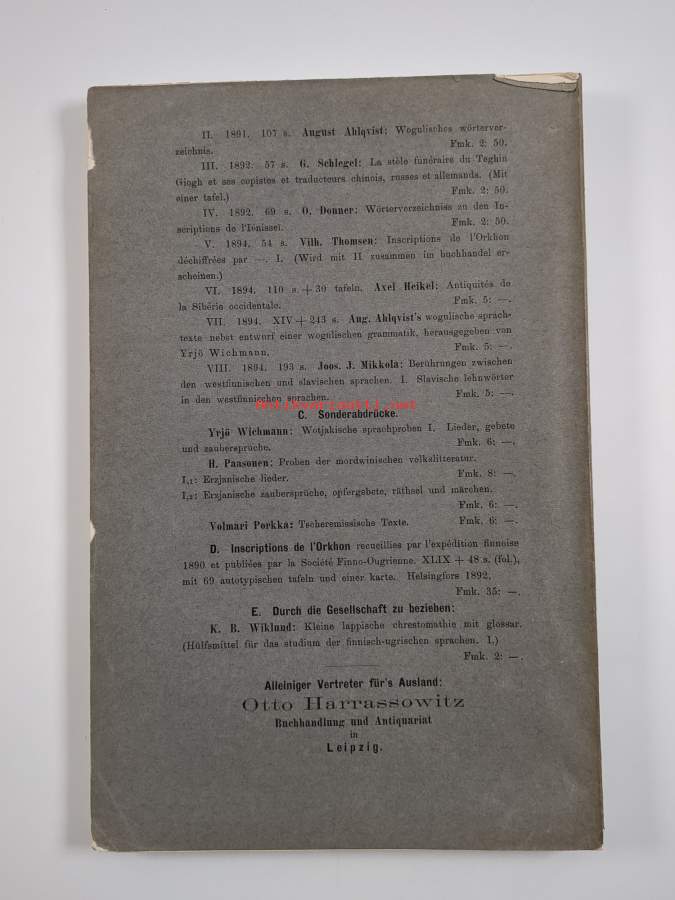 II. 1891. 107 s. August Ahlqvist: Wogulisches wörterver-
zeichnis. Fmk. 2: 50.
III. 1892. 57 s. G. Schlegel: La stèle funéraire du Teghin
Giogh et ses copistes et traducteurs chinois, russes et allemands. (Mit
einer tafel.) Fmk. 2: 50.
IV. 1892. 69 s. O. Donner: Wörterverzeichniss zu den In-
scriptions de l'Iénissei. Fmk. 2: 50.
V. 1894. 54 s. Vilh. Thomsen: Inscriptions de l'Orkhon
déchiffrées par —. I. (Wird mit II zusammen im buchhandel er-
scheinen.)
VI. 1894. 110 s. + 30 tafeln. Axel Heikel: Antiquités de
la Sibérie occidentale. Fmk. 5: —.
VII. 1894. XIV + 243 s. Aug. Ahlqvist's wogulische sprach-
texte nebst entwurf einer wogulischen grammatik, herausgegeben von
Yrjö Wichmann. Fmk. 5: —.
VIII. 1894. 193 s. Joos. J. Mikkola: Berührungen zwischen
den westfinnischen und slavischen sprachen. I. Slavische lehnwörter
in den westfinnischen sprachen. Fmk. 5: —.
C. Sonderabdrücke.
Yrjö Wichmann: Wotjakische sprachproben I. Lieder, gebete
und zaubersprüche. Fmk. 6: —.
H. Paasonen: Proben der mordwinischen volkslitteratur.
I,1: Erzjanische lieder. Fmk. 8: —.
I,2: Erzjanische zaubersprüche, opfergebete, räthsel und märchen.
Fmk. 6: —.
Volmari Porkka: Tscheremissische Texte. Fmk. 6: —.
D. Inscriptions de l'Orkhon recueillies par l'expédition finnoise
1890 et publiées par la Société Finno-Ougrienne. XLIX + 48 s. (fol.),
mit 69 autotypischen tafeln und einer karte. Helsingfors 1892.
Fmk. 35: —.
E. Durch die Gesellschaft zu beziehen:
K. B. Wiklund: Kleine lappische chrestomathie mit glossar.
(Hülfsmittel für das studium der finnisch-ugrischen sprachen. I.)
Fmk. 2: —.
Alleiniger Vertreter für's Ausland:
Otto Harrassowitz
Buchhandlung und Antiquariat
in
Leipzig.